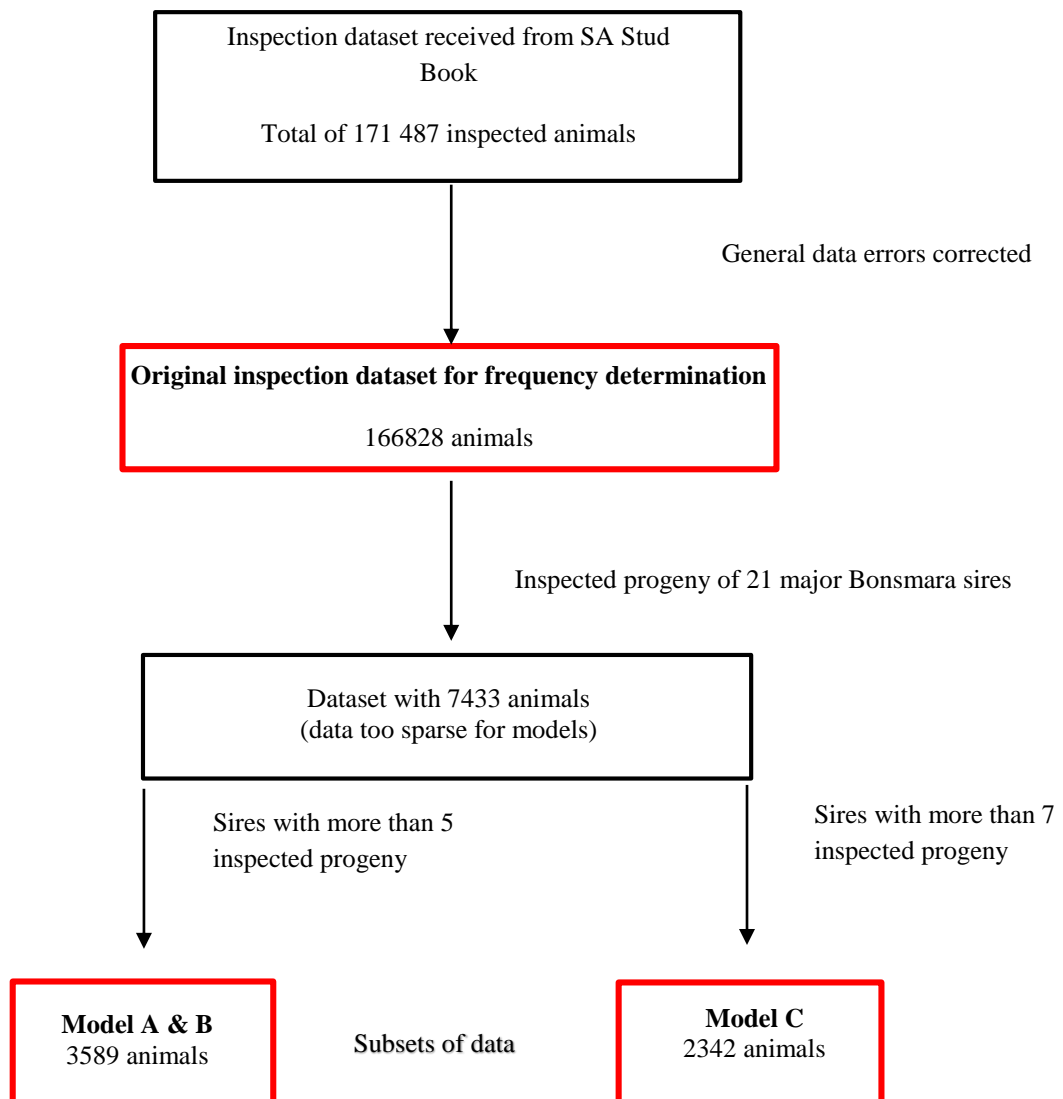 Inspection dataset received from SA Stud
Book
Total of 171 487 inspected animals
General data errors corrected
Original inspection dataset for frequency determination
166828 animals
Inspected progeny of 21 major Bonsmara sires
Dataset with 7433 animals
(data too sparse for models)
Sires with more than 5
inspected progeny
Sires with more than 7
inspected progeny
Model A & B
3589 animals
Subsets of data
Model C
2342 animals